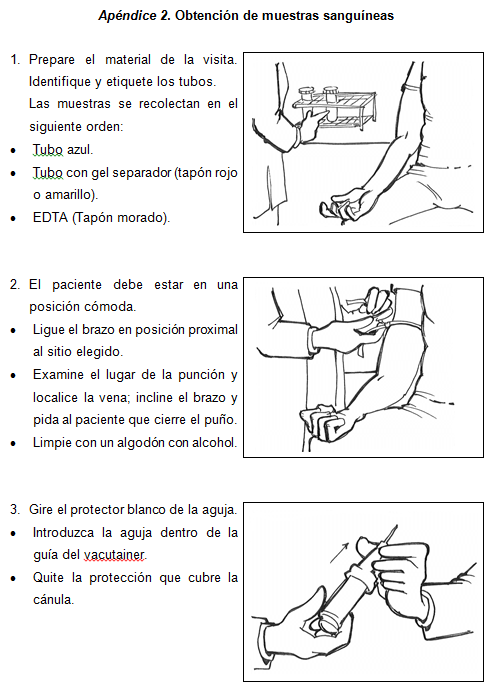 Apéndice 2. Obtención de muestras sanguíneas
1. Prepare el material de la visita.
Identifique y etiquete los tubos.
Las muestras se recolectan en el
siguiente orden:
• Tubo azul.
• Tubo con gel separador (tapón rojo
o amarillo).
• EDTA (Tapón morado).
2. El paciente debe estar en una
posición cómoda.
• Ligue el brazo en posición proximal
al sitio elegido.
• Examine el lugar de la punción y
localice la vena; incline el brazo y
pida al paciente que cierre el puño.
• Limpie con un algodón con alcohol.
3. Gire el protector blanco de la aguja.
• Introduzca la aguja dentro de la
guía del vacutainer.
• Quite la protección que cubre la
cánula.